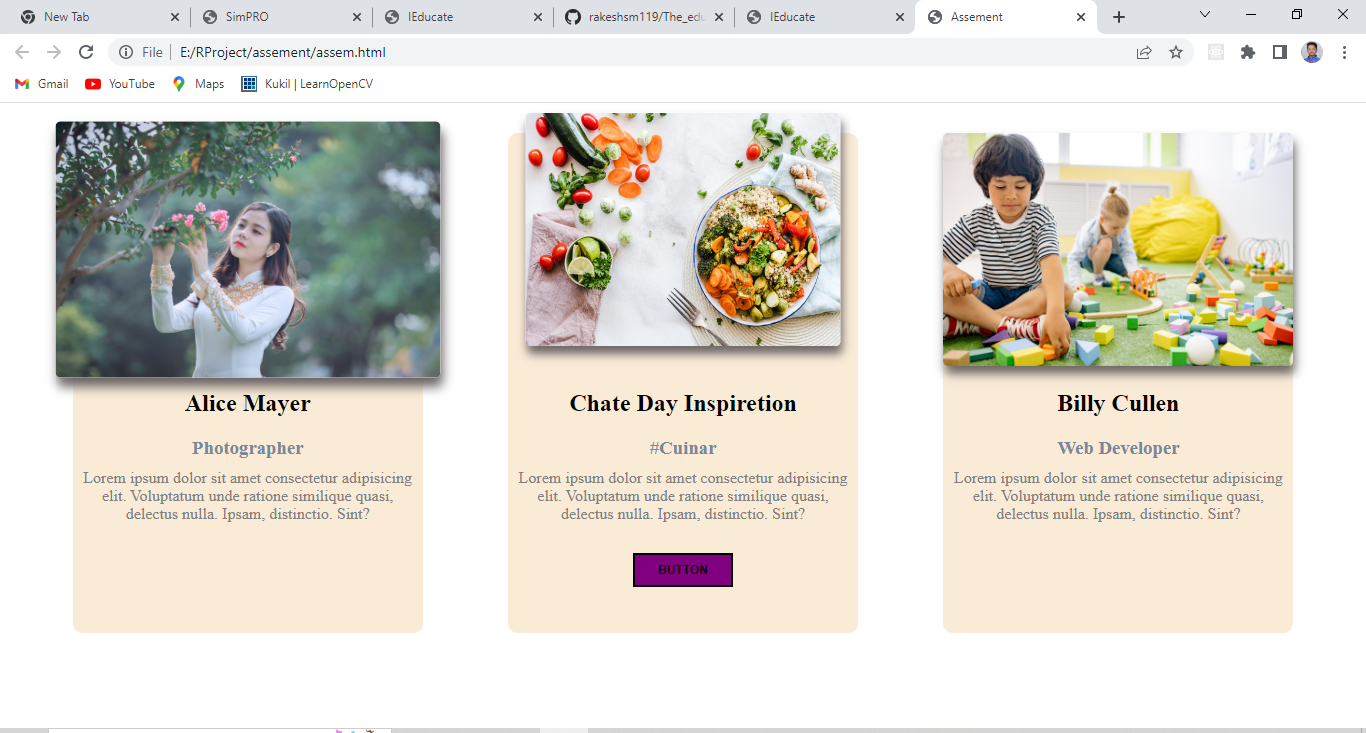 New Tab
SimPRO
IEducate
rakeshsm119/The_edu
IEducate
Assement
File
E:/RProject/assement/assem.html
Gmail
YouTube
Maps
Kukil | LearnOpenCV
Alice Mayer
Photographer
Lorem ipsum dolor sit amet consectetur adipisicing
elit. Voluptatum unde ratione similique quasi,
delectus nulla. Ipsam, distinctio. Sint?
Chate Day Inspiretion
#Cuinar
Lorem ipsum dolor sit amet consectetur adipisicing
elit. Voluptatum unde ratione similique quasi,
delectus nulla. Ipsam, distinctio. Sint?
BUTTON
Billy Cullen
Web Developer
Lorem ipsum dolor sit amet consectetur adipisicing
elit. Voluptatum unde ratione similique quasi,
delectus nulla. Ipsam, distinctio. Sint?